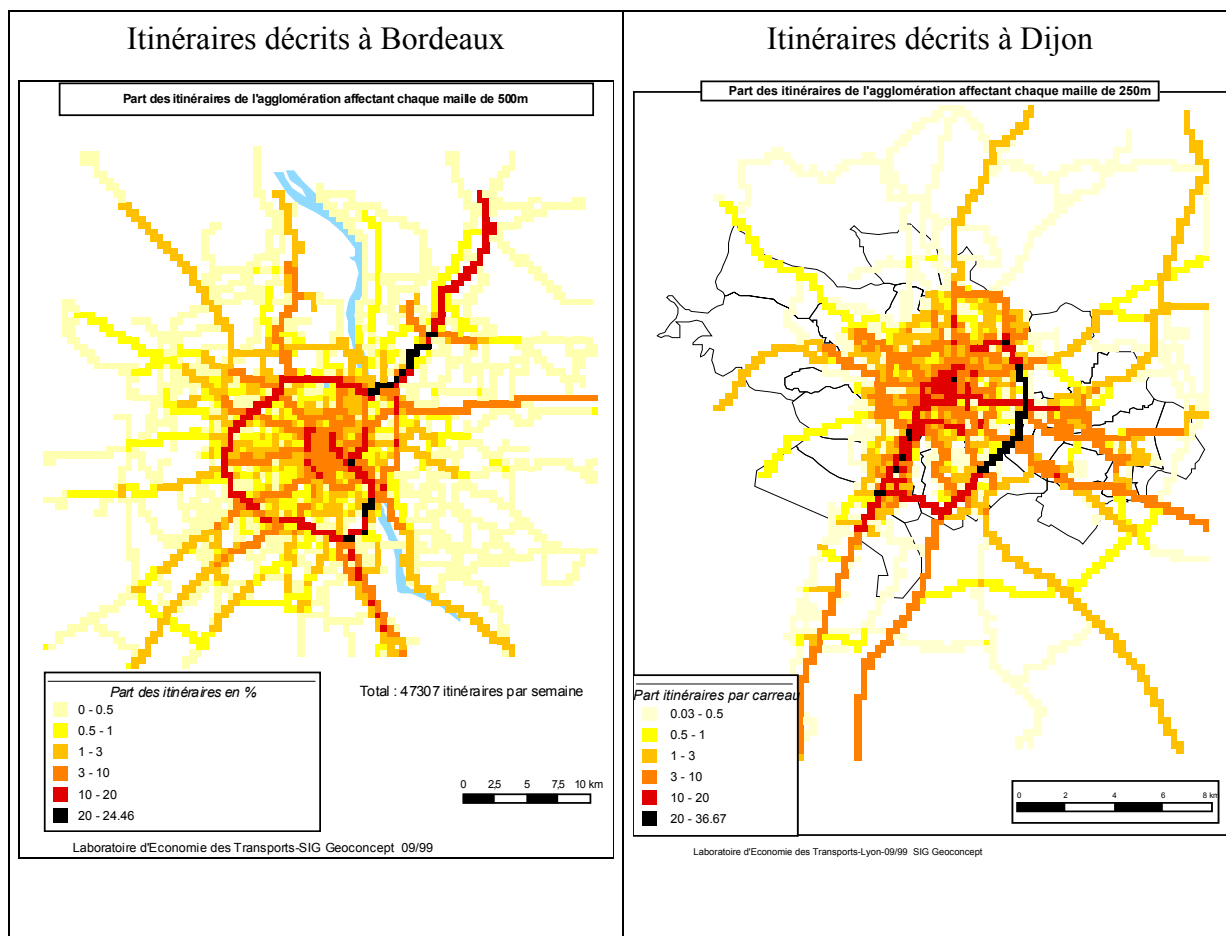 Itinéraires décrits à Bordeaux
Part des itinéraires de l'agglomération affectant chaque maille de 500m
Part des itinéraires en %
0 - 0.5
0.5 - 1
1 - 3
3 - 10
10 - 20
20 - 24.46
Total : 47307 itinéraires par semaine
0 2,5 5 7,5 10 km
Laboratoire d'Economie des Transports-SIG Geoconcept 09/99
Itinéraires décrits à Dijon
Part des itinéraires de l'agglomération affectant chaque maille de 250m
Part itinéraires par carreau
0.03 - 0.5
0.5 - 1
1 - 3
3 - 10
10 - 20
20 - 36.67
0 2 4 6 8 km
Laboratoire d'Economie des Transports-Lyon-09/99 SIG Geoconcept